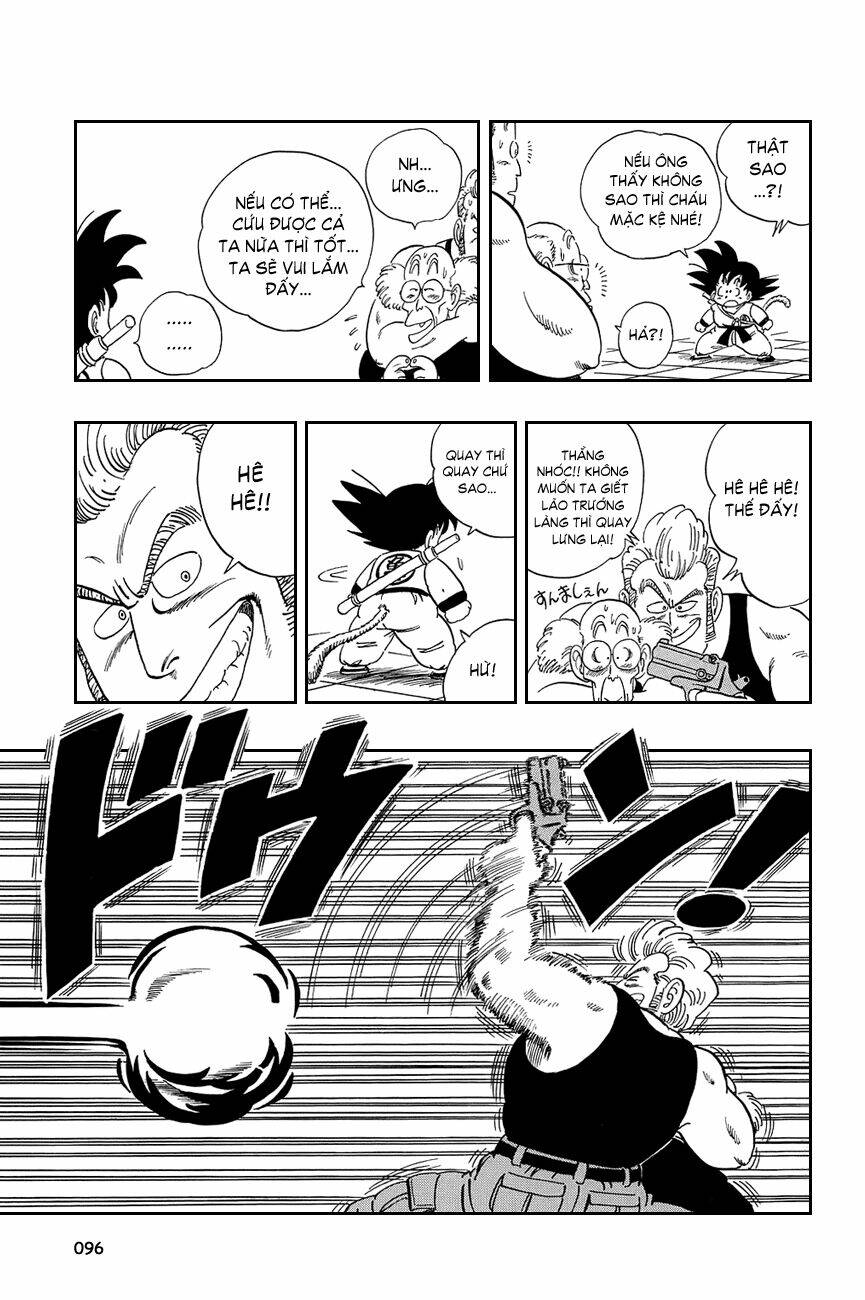 THẬT
SAO
...?!
NẾU ÔNG
THẤY KHÔNG
SAO THÌ CHÁU
MẶC KỆ NHÉ!
HẢ?!
NH...
ƯNG...
NẾU CÓ THỂ...
CỨU ĐƯỢC CẢ
TA NỮA THÌ TỐT...
TA SẼ VUI LẮM
ĐẤY...
.....
.....
HÊ HÊ HÊ!
THẾ ĐẤY!
THẰNG
NHÓC!! KHÔNG
MUỐN TA GIẾT
LÃO TRƯỞNG
LÀNG THÌ QUAY
LƯNG LẠI!
すんましぇん
QUAY THÌ
QUAY CHỨ
SAO...
HỪ!
HÊ
HÊ!!
ドウン!
096